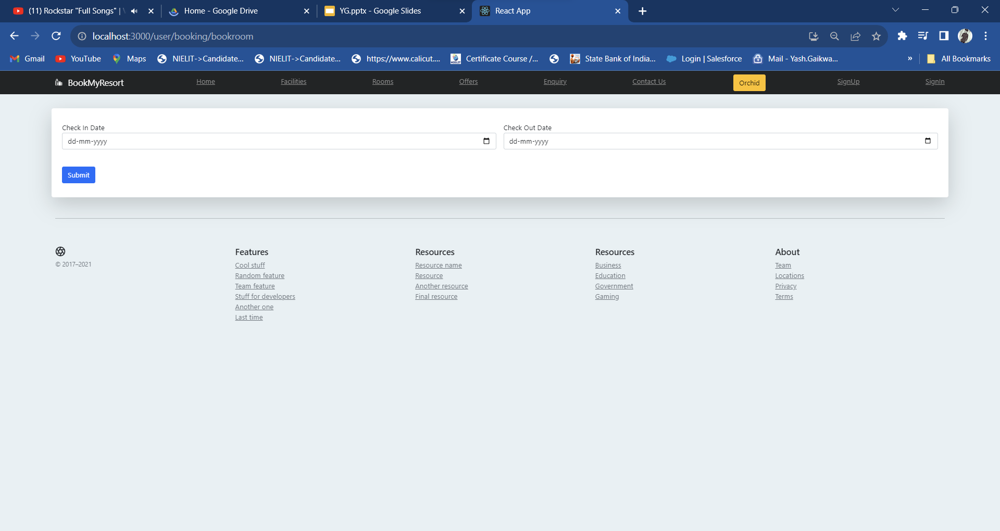 (11) Rockstar "Full Songs" |
Home - Google Drive
YG.pptx - Google Slides
React App
localhost:3000/user/booking/bookroom
Gmail
YouTube
Maps
NIELIT->Candidate...
NIELIT->Candidate...
https://www.calicut....
Certificate Course /...
State Bank of India...
Login | Salesforce
Mail - Yash.Gaikwa...
»
All Bookmarks
BookMyResort
Home
Facilities
Rooms
Offers
Enquiry
Contact Us
Orchid
SignUp
SignIn
Check In Date
dd-mm-yyyy
Check Out Date
dd-mm-yyyy
Submit
© 2017–2021
Features
Cool stuff
Random feature
Team feature
Stuff for developers
Another one
Last time
Resources
Resource name
Resource
Another resource
Final resource
Resources
Business
Education
Government
Gaming
About
Team
Locations
Privacy
Terms